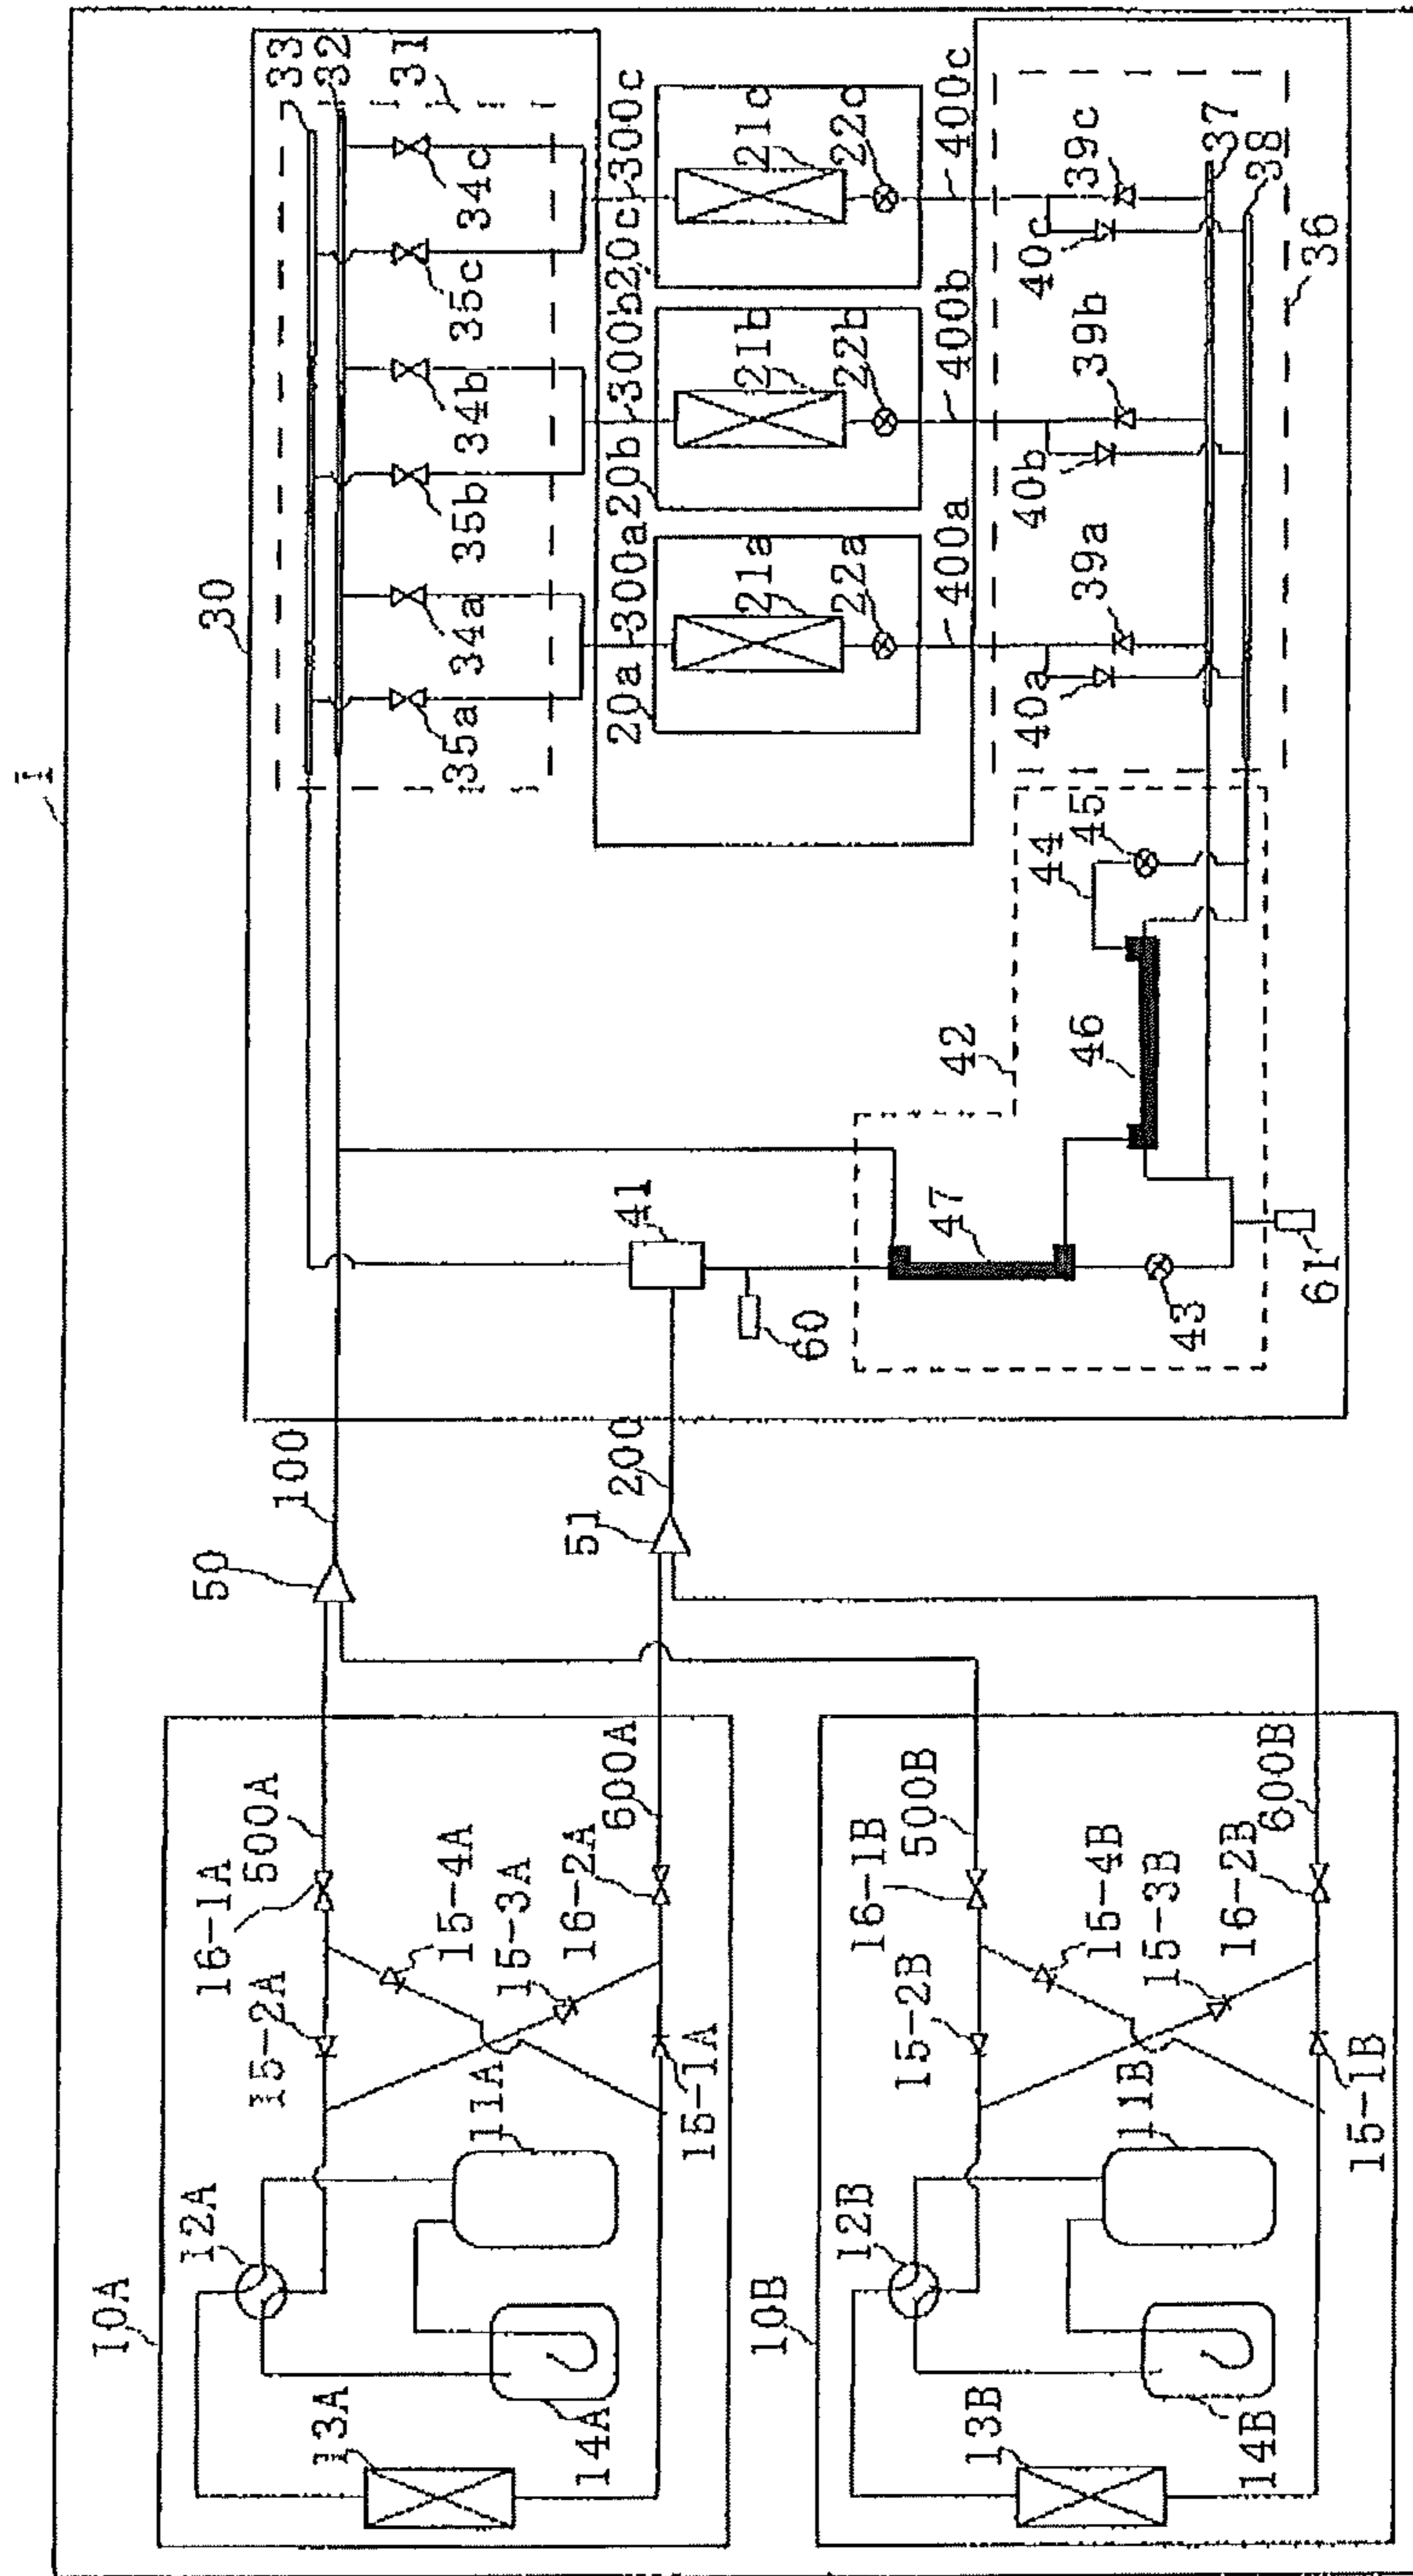 1
30
33
32
31
35a
34a
35b
34b
35c
34c
20a
300a
20b
300b
20c
300c
21a
21b
21c
22a
22b
22c
400a
400b
400c
40a
39a
40b
39b
40c
39c
37
38
36
42
44
45
46
47
41
60
43
61
100
200
50
51
10A
12A
13A
14A
11A
15-2A
16-1A
500A
15-4A
15-3A
16-2A
600A
15-1A
10B
12B
13B
14B
11B
15-2B
16-1B
500B
15-4B
15-3B
16-2B
600B
15-1B